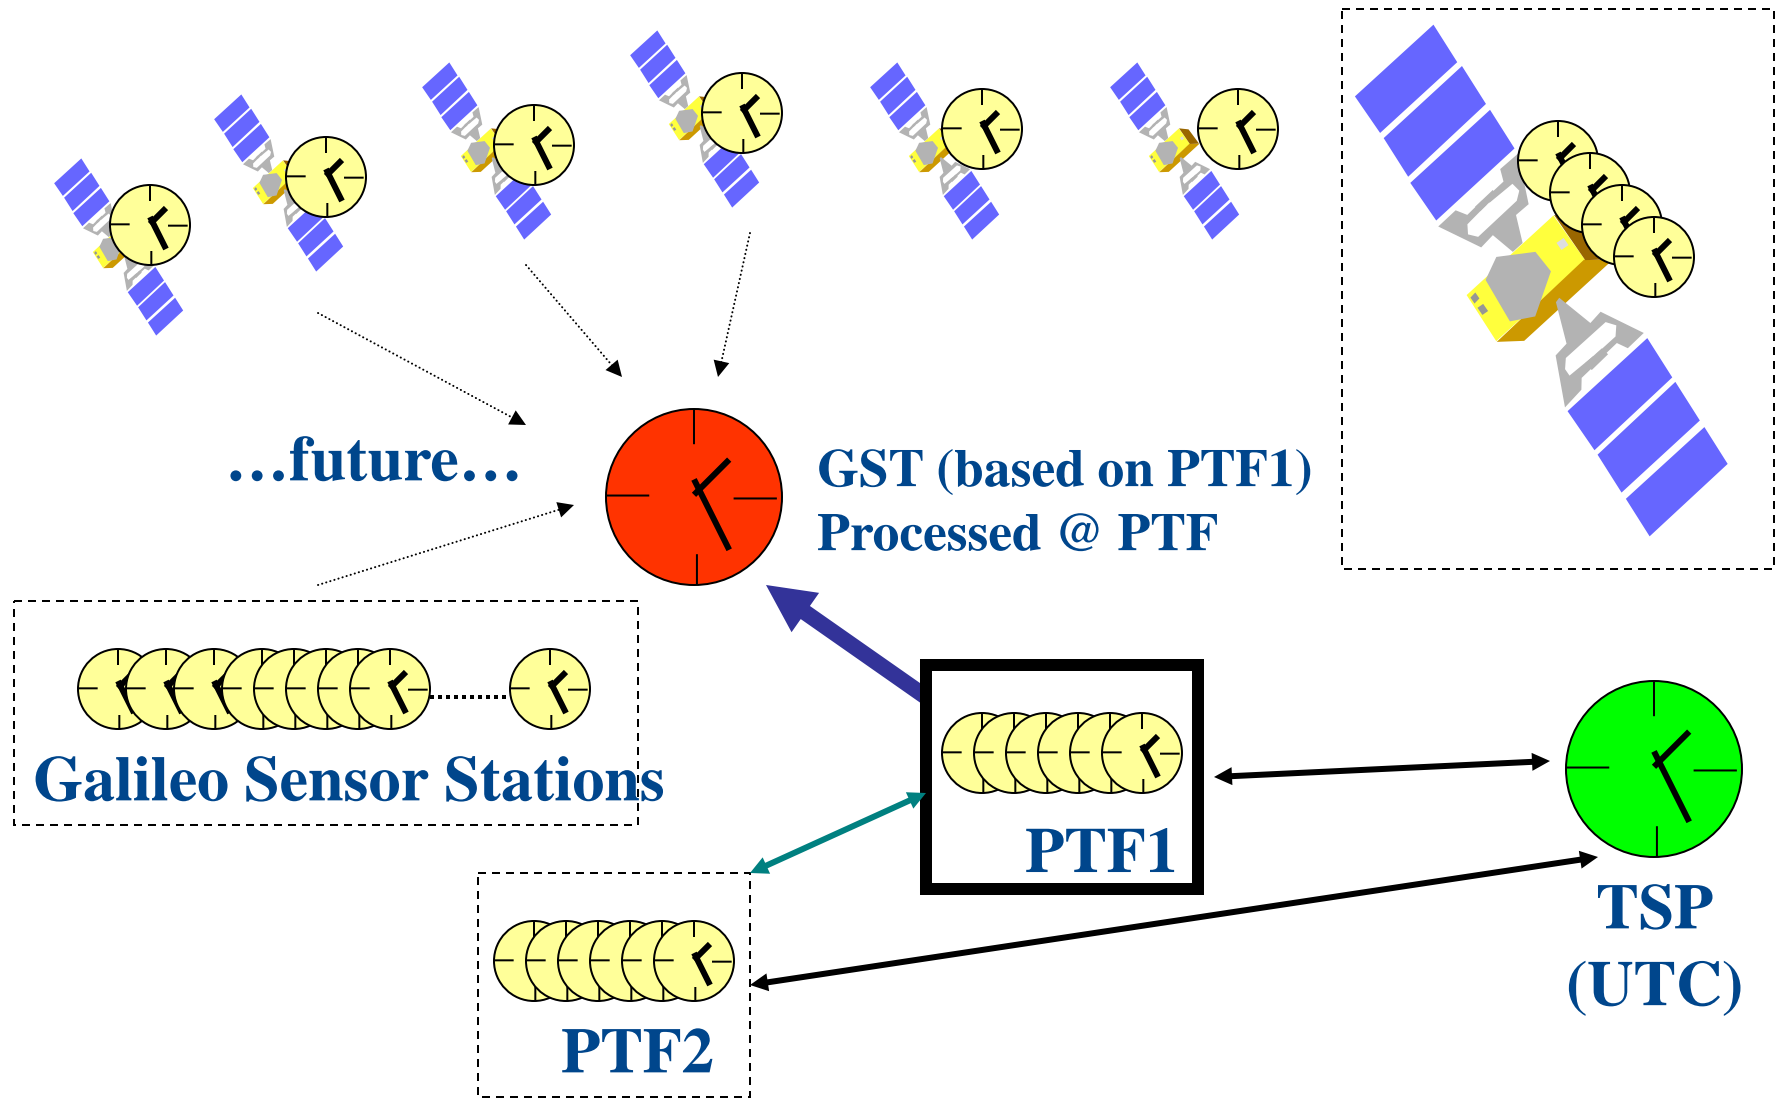 …future…
GST (based on PTF1)
Processed @ PTF
Galileo Sensor Stations
PTF1
TSP
(UTC)
PTF2